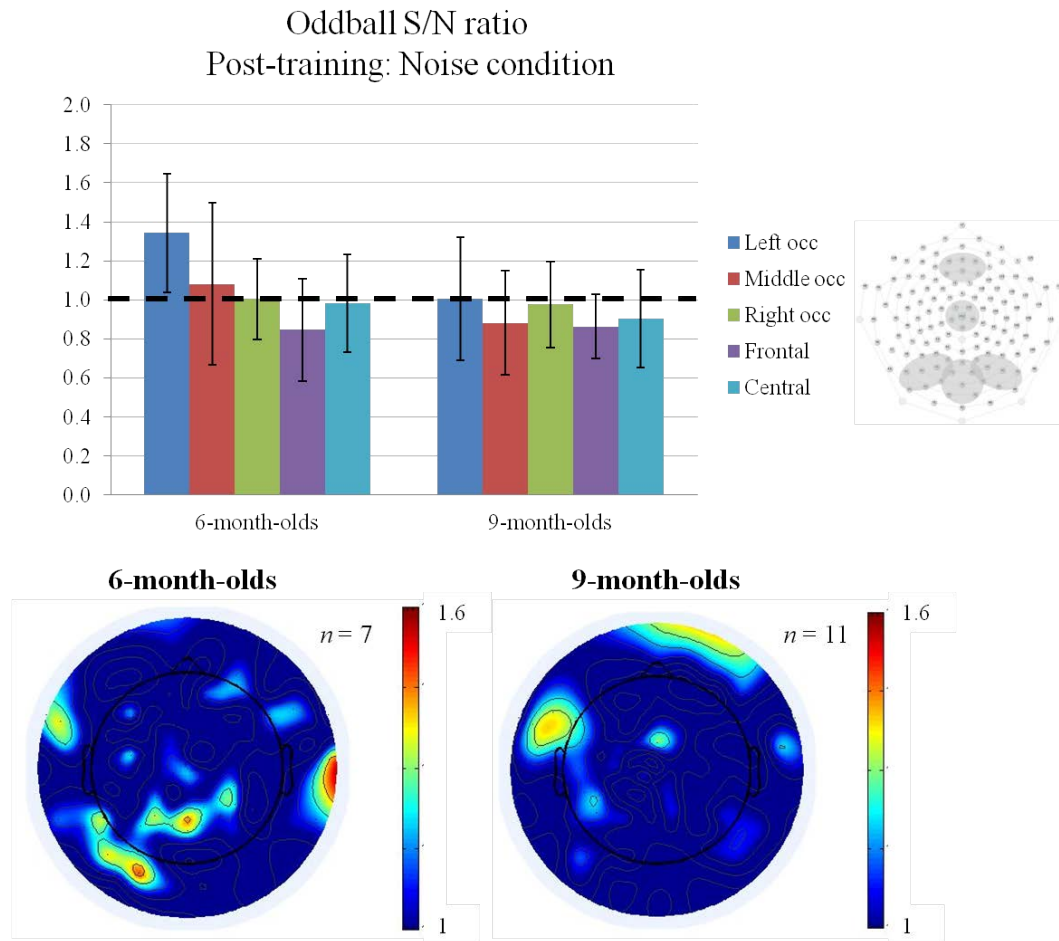 Oddball S/N ratio
Post-training: Noise condition
2.0
1.8
1.6
1.4
1.2
1.0
0.8
0.6
0.4
0.2
0.0
6-month-olds
9-month-olds
Left occ
Middle occ
Right occ
Frontal
Central
6-month-olds
9-month-olds
n = 7
1.6
1
n = 11
1.6
1